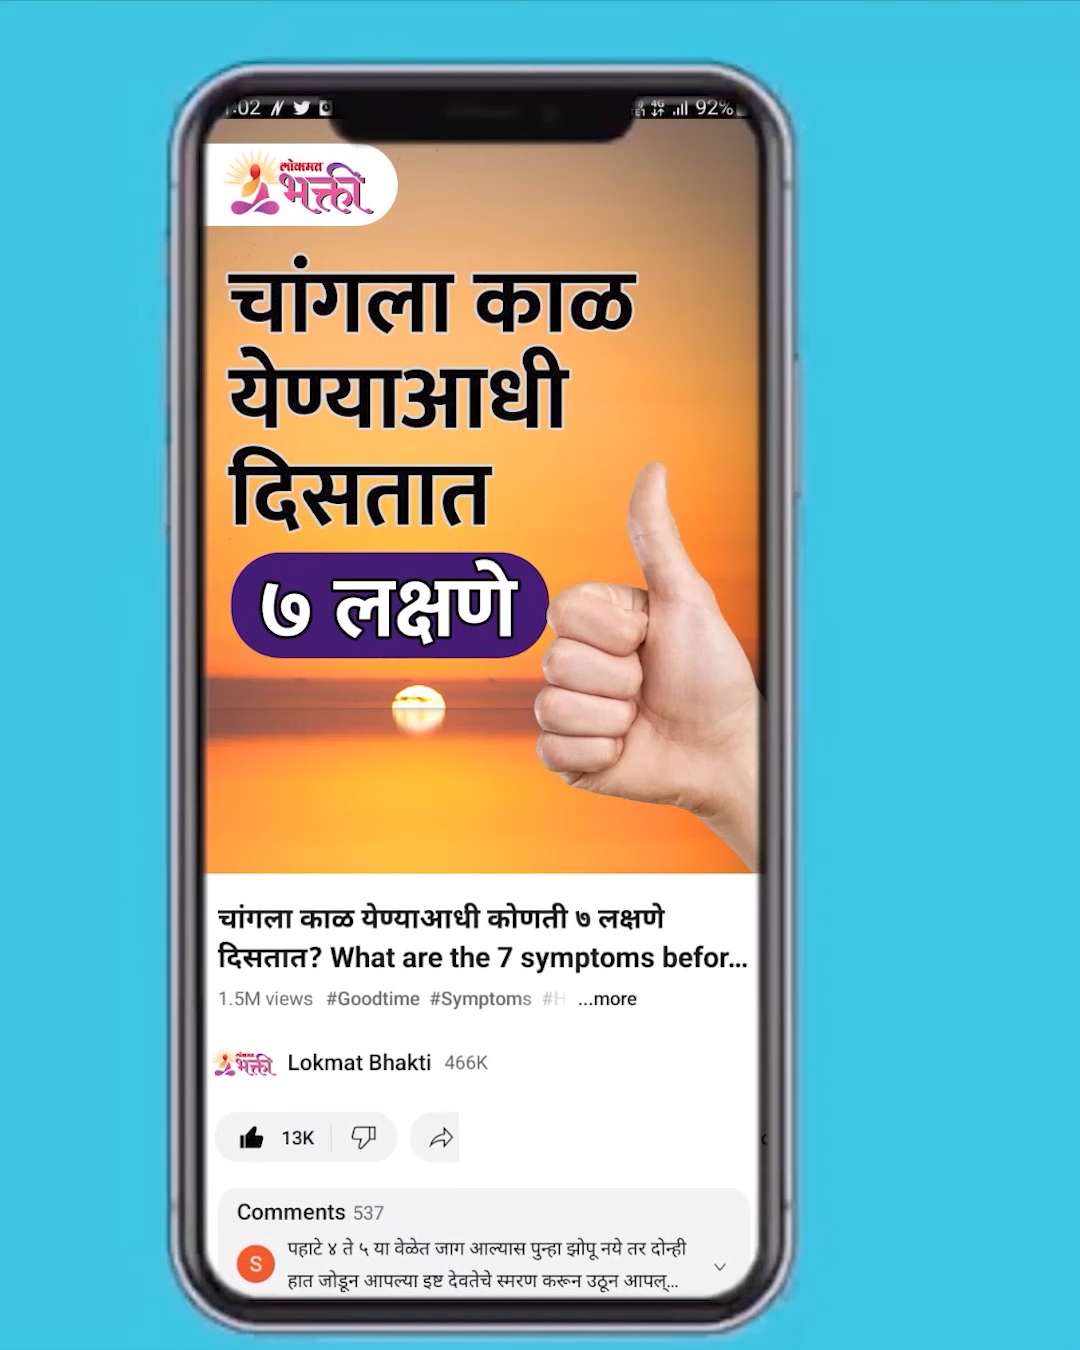 :02 92%
लोकमत
भक्ती
चांगला काळ
येण्याआधी
दिसतात
७ लक्षणे
चांगला काळ येण्याआधी कोणती ७ लक्षणे
दिसतात? What are the 7 symptoms befor...
1.5M views #Goodtime #Symptoms #H ...more
लोकमत
भक्ती Lokmat Bhakti 466K
13K
Comments 537
S पहाटे ४ ते ५ या वेळेत जाग आल्यास पुन्हा झोपू नये तर दोन्ही
हात जोडून आपल्या इष्ट देवतेचे स्मरण करून उठून आपल्...